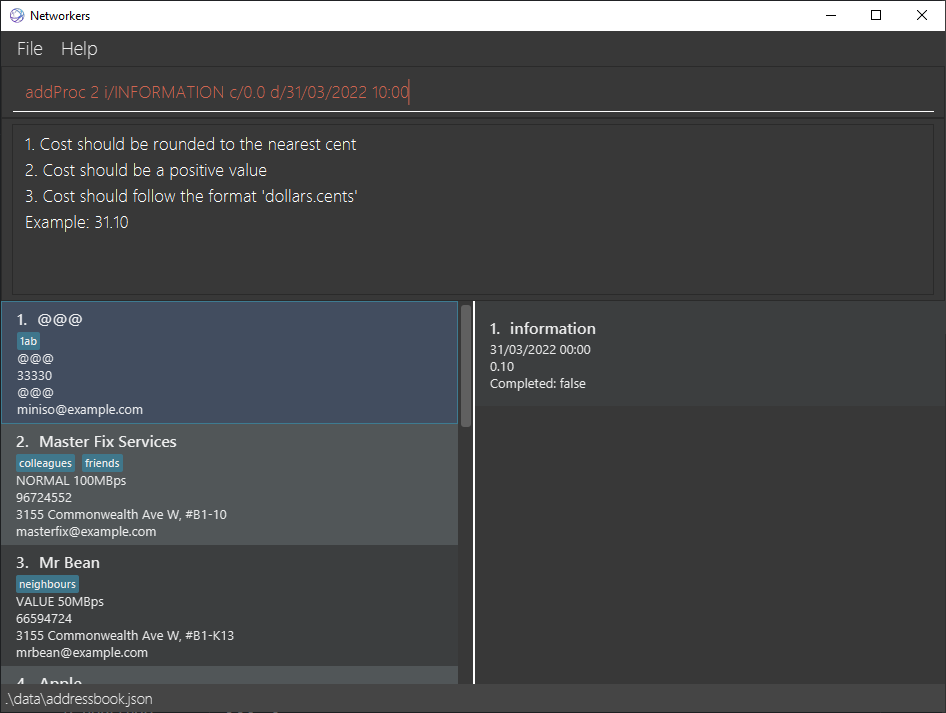 Networkers
File Help
addProc 2 i/INFORMATION c/0.0 d/31/03/2022 10:00
1. Cost should be rounded to the nearest cent
2. Cost should be a positive value
3. Cost should follow the format 'dollars.cents'
Example: 31.10
1. @@@
1ab
@@@
33330
@@@
miniso@example.com
2. Master Fix Services
colleagues friends
NORMAL 100MBps
96724552
3155 Commonwealth Ave W, #B1-10
masterfix@example.com
3. Mr Bean
neighbours
VALUE 50MBps
66594724
3155 Commonwealth Ave W, #B1-K13
mrbean@example.com
4. Apple
1. information
31/03/2022 00:00
0.10
Completed: false
.\data\addressbook.json